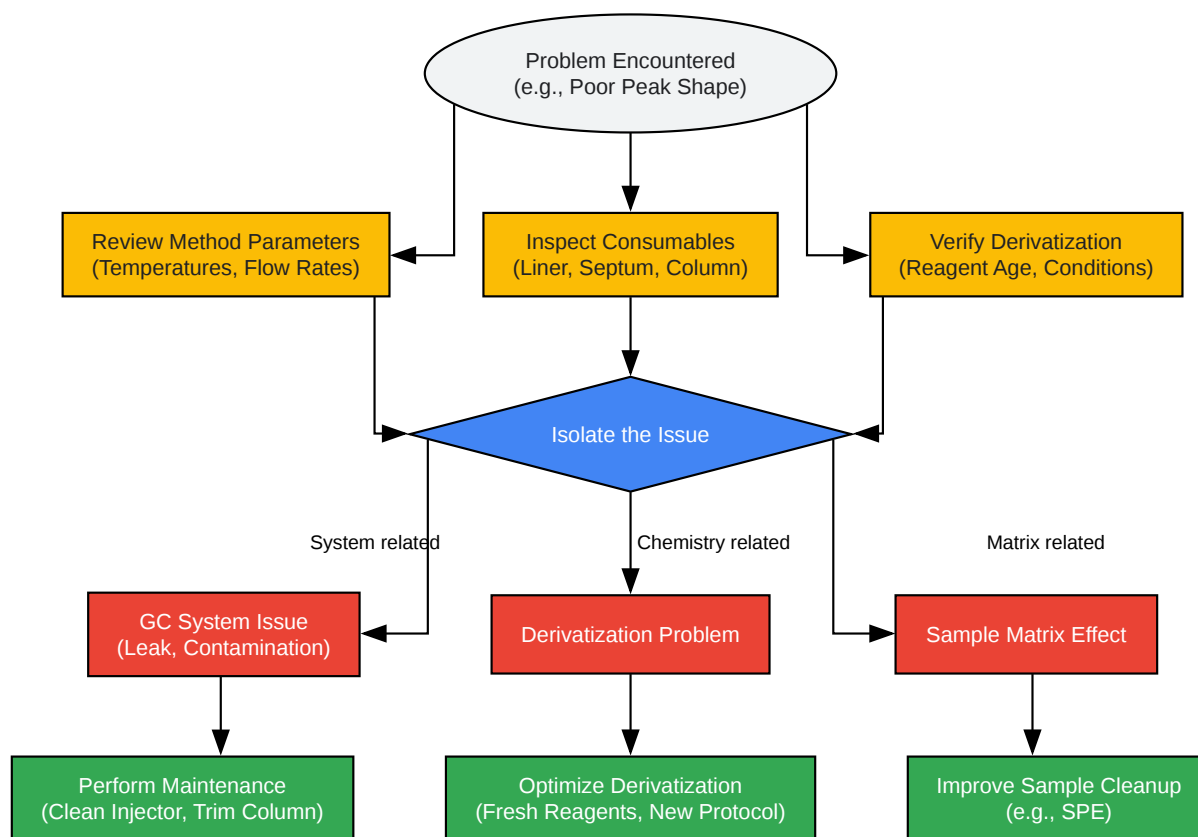 Problem Encountered
(e.g., Poor Peak Shape)
Review Method Parameters
(Temperatures, Flow Rates)
Inspect Consumables
(Liner, Septum, Column)
Verify Derivatization
(Reagent Age, Conditions)
Isolate the Issue
System related
Chemistry related
Matrix related
GC System Issue
(Leak, Contamination)
Derivatization Problem
Sample Matrix Effect
Perform Maintenance
(Clean Injector, Trim Column)
Optimize Derivatization
(Fresh Reagents, New Protocol)
Improve Sample Cleanup
(e.g., SPE)